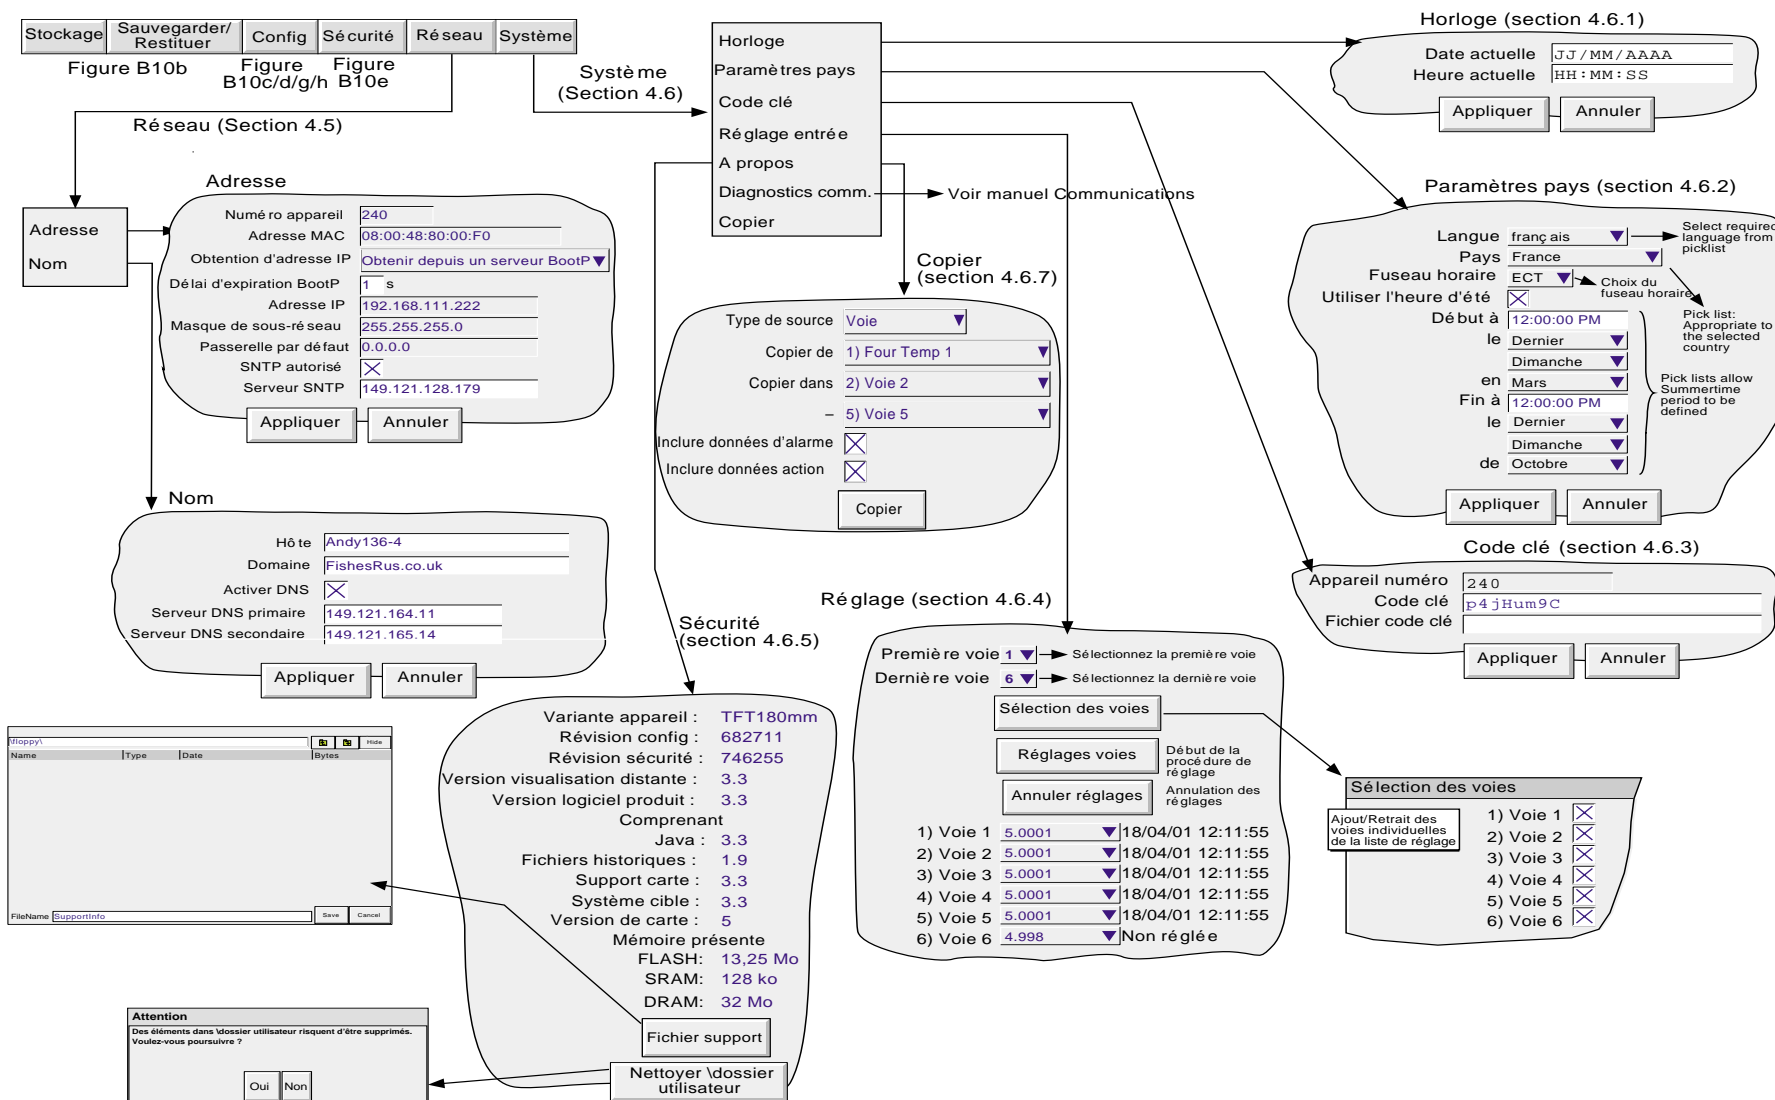 Stockage
Sauvegarder/
Restituer
Config
Sécurité
Réseau
Système
Figure B10b
Figure
B10c/d/g/h
Figure
B10e
Système
(Section 4.6)
Réseau (Section 4.5)
Horloge
Paramètres pays
Code clé
Réglage entrée
A propos
Diagnostics comm.
Copier
Voir manuel Communications
Horloge (section 4.6.1)
Date actuelle JJ/MM/AAAA
Heure actuelle HH:MM:SS
Appliquer Annuler
Adresse
Nom
Adresse
Numéro appareil 240
Adresse MAC 08:00:48:80:00:F0
Obtention d'adresse IP Obtenir depuis un serveur BootP
Délai d'expiration BootP 1 s
Adresse IP 192.168.111.222
Masque de sous-réseau 255.255.255.0
Passerelle par défaut 0.0.0.0
SNTP autorisé
Serveur SNTP 149.121.128.179
Appliquer Annuler
Paramètres pays (section 4.6.2)
Langue français
Select required
language from
picklist
Pays France
Fuseau horaire ECT
Choix du
fuseau horaire
Utiliser l'heure d'été
Pick list:
Appropriate to
the selected
country
Début à 12:00:00 PM
le Dernier
Dimanche
en Mars
Fin à 12:00:00 PM
le Dernier
Dimanche
de Octobre
Pick lists allow
Summertime
period to be
defined
Appliquer Annuler
Copier
(section 4.6.7)
Type de source Voie
Copier de 1) Four Temp 1
Copier dans 2) Voie 2
– 5) Voie 5
Inclure données d'alarme
Inclure données action
Copier
Nom
Hôte Andy136-4
Domaine FishesRus.co.uk
Activer DNS
Serveur DNS primaire 149.121.164.11
Serveur DNS secondaire 149.121.165.14
Appliquer Annuler
Code clé (section 4.6.3)
Appareil numéro 240
Code clé p4jHum9C
Fichier code clé
Appliquer Annuler
Sécurité
(section 4.6.5)
Variante appareil : TFT180mm
Révision config : 682711
Révision sécurité : 746255
Version visualisation distante : 3.3
Version logiciel produit : 3.3
Comprenant
Java : 3.3
Fichiers historiques : 1.9
Support carte : 3.3
Système cible : 3.3
Version de carte : 5
Mémoire présente
FLASH: 13,25 Mo
SRAM: 128 ko
DRAM: 32 Mo
Fichier support
Nettoyer \dossier
utilisateur
Réglage (section 4.6.4)
Première voie 1 Sélectionnez la première voie
Dernière voie 6 Sélectionnez la dernière voie
Sélection des voies
Réglages voies
Début de la
procédure de
réglage
Annuler réglages
Annulation des
réglages
1) Voie 1 5.0001 18/04/01 12:11:55
2) Voie 2 5.0001 18/04/01 12:11:55
3) Voie 3 5.0001 18/04/01 12:11:55
4) Voie 4 5.0001 18/04/01 12:11:55
5) Voie 5 5.0001 18/04/01 12:11:55
6) Voie 6 4.998 Non réglée
Sélection des voies
Ajout/Retrait des
voies individuelles
de la liste de réglage
1) Voie 1
2) Voie 2
3) Voie 3
4) Voie 4
5) Voie 5
6) Voie 6
\floppy\ Hide
Name Type Date Bytes
FileName SupportInfo Save Cancel
Attention
Des éléments dans \dossier utilisateur risquent d'être supprimés.
Voulez-vous poursuivre ?
Oui Non